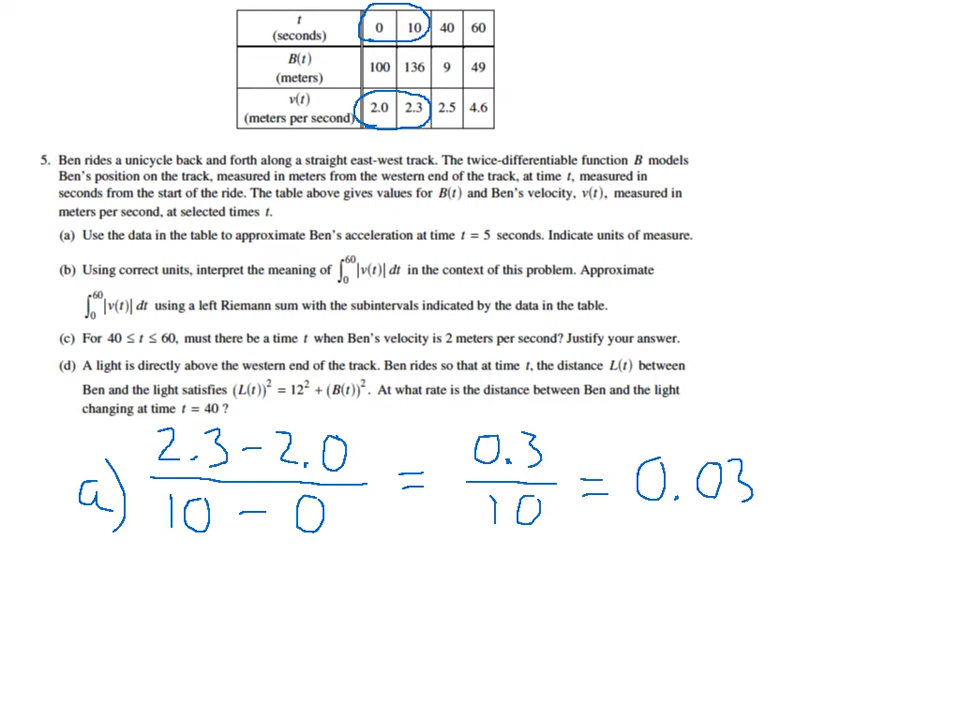 t (seconds) 0 10 40 60
B(t) (meters) 100 136 9 49
v(t) (meters per second) 2.0 2.3 2.5 4.6
5. Ben rides a unicycle back and forth along a straight east-west track. The twice-differentiable function B models
Ben's position on the track, measured in meters from the western end of the track, at time t, measured in
seconds from the start of the ride. The table above gives values for B(t) and Ben's velocity, v(t), measured in
meters per second, at selected times t.
(a) Use the data in the table to approximate Ben's acceleration at time t = 5 seconds. Indicate units of measure.
(b) Using correct units, interpret the meaning of ∫₀⁶⁰ |v(t)| dt in the context of this problem. Approximate
∫₀⁶⁰ |v(t)| dt using a left Riemann sum with the subintervals indicated by the data in the table.
(c) For 40 ≤ t ≤ 60, must there be a time t when Ben's velocity is 2 meters per second? Justify your answer.
(d) A light is directly above the western end of the track. Ben rides so that at time t, the distance L(t) between
Ben and the light satisfies (L(t))² = 12² + (B(t))². At what rate is the distance between Ben and the light
changing at time t = 40 ?
a) (2.3 - 2.0)/(10 - 0) = 0.3/10 = 0.03